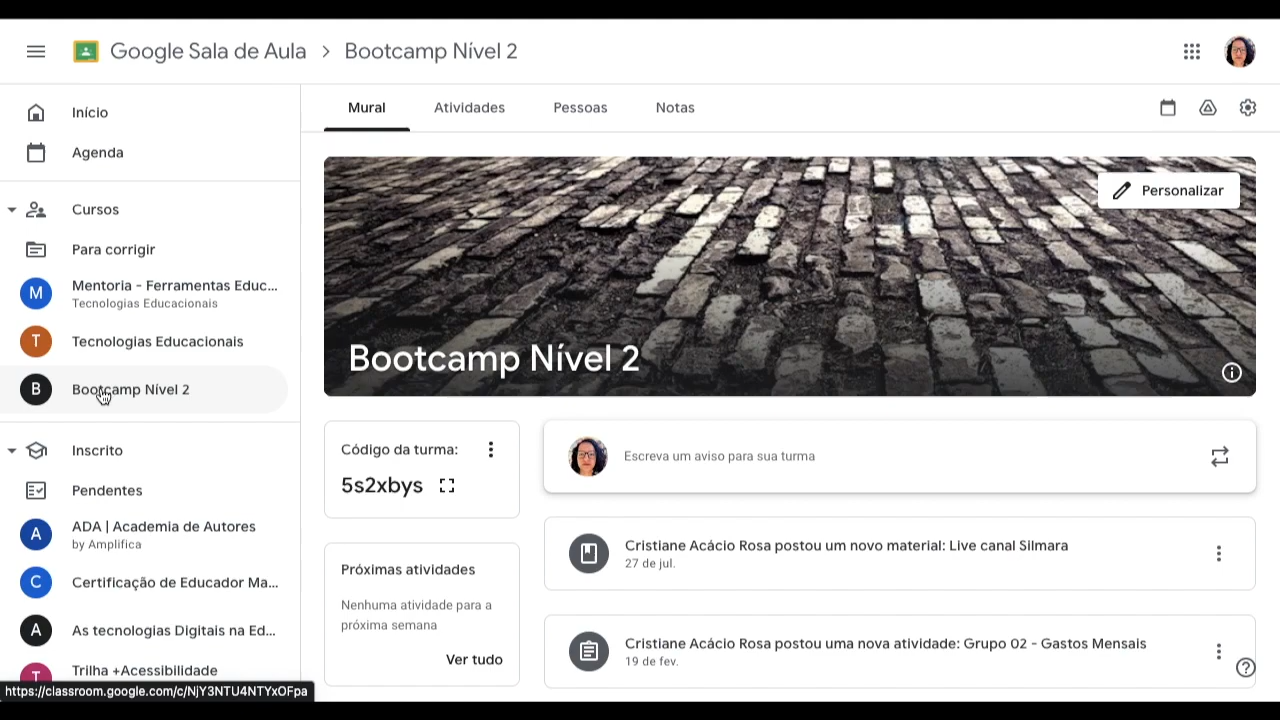 Google Sala de Aula > Bootcamp Nível 2
Início
Agenda
Cursos
Para corrigir
M
Mentoria - Ferramentas Educ...
Tecnologias Educacionais
T
Tecnologias Educacionais
B
Bootcamp Nível 2
Inscrito
Pendentes
A
ADA | Academia de Autores
by Amplifica
C
Certificação de Educador Ma...
A
As tecnologias Digitais na Ed...
T
Trilha +Acessibilidade
https://classroom.google.com/c/NjY3NTU4NTYxOFpa
Mural
Atividades
Pessoas
Notas
Personalizar
Bootcamp Nível 2
Código da turma:
5s2xbys
Próximas atividades
Nenhuma atividade para a
próxima semana
Ver tudo
Escreva um aviso para sua turma
Cristiane Acácio Rosa postou um novo material: Live canal Silmara
27 de jul.
Cristiane Acácio Rosa postou uma nova atividade: Grupo 02 - Gastos Mensais
19 de fev.